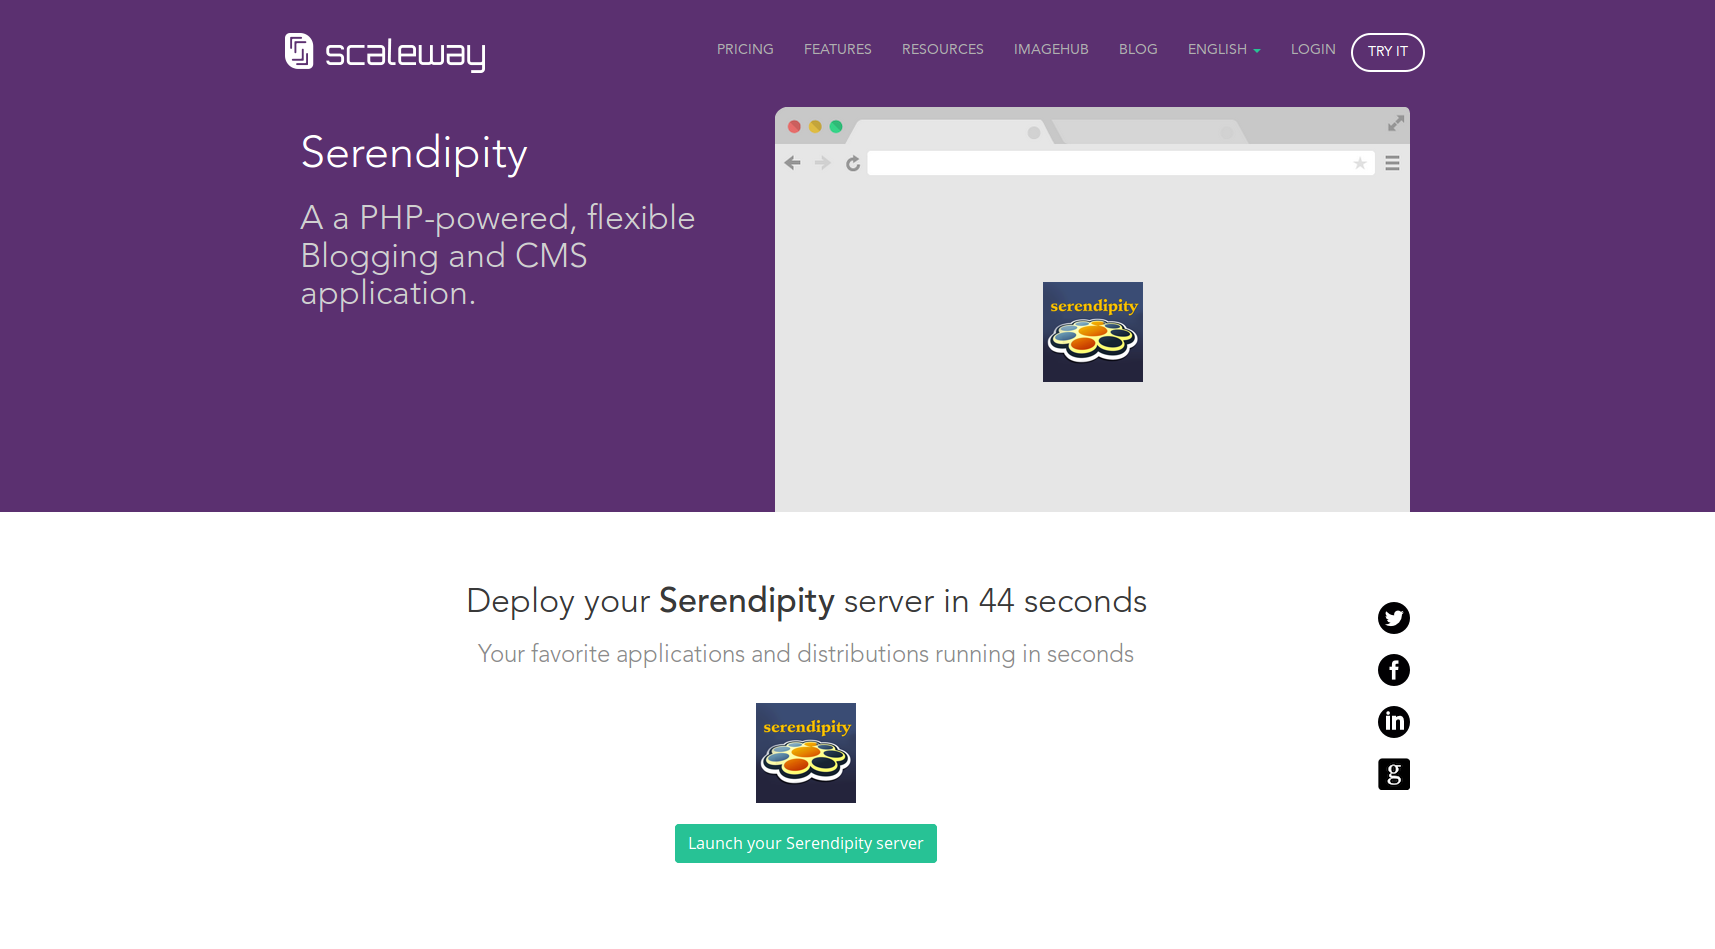 scaleway
PRICING FEATURES RESOURCES IMAGEHUB BLOG ENGLISH LOGIN TRY IT
Serendipity
A a PHP-powered, flexible
Blogging and CMS
application.
serendipity
Deploy your Serendipity server in 44 seconds
Your favorite applications and distributions running in seconds
serendipity
Launch your Serendipity server